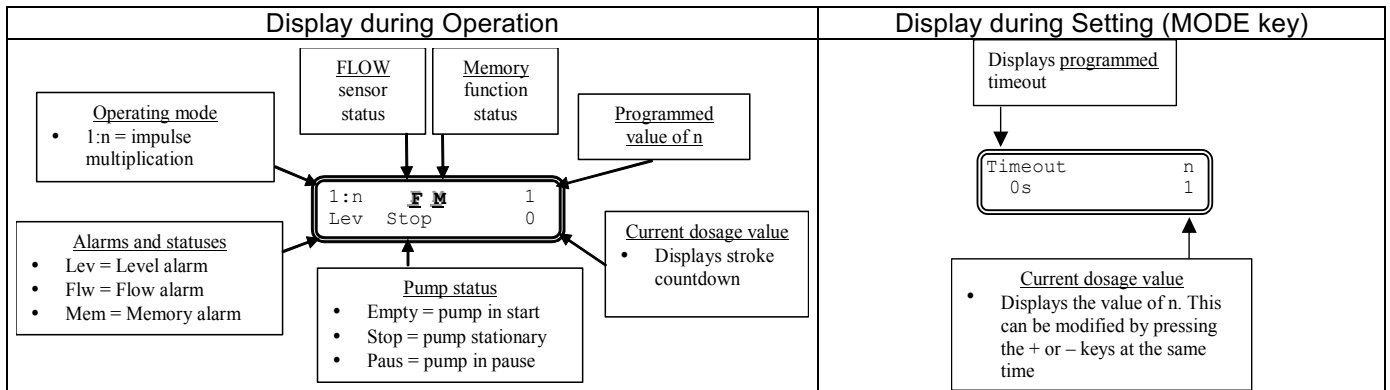 Display during Operation
Display during Setting (MODE key)
FLOW
sensor
status
Memory
function
status
Operating mode
• 1:n = impulse
multiplication
Programmed
value of n
1:n F M 1
Lev Stop 0
Alarms and statuses
• Lev = Level alarm
• Flw = Flow alarm
• Mem = Memory alarm
Pump status
• Empty = pump in start
• Stop = pump stationary
• Paus = pump in pause
Current dosage value
• Displays stroke
countdown
Displays programmed
timeout
Timeout n
0s 1
Current dosage value
• Displays the value of n. This
can be modified by pressing
the + or – keys at the same
time